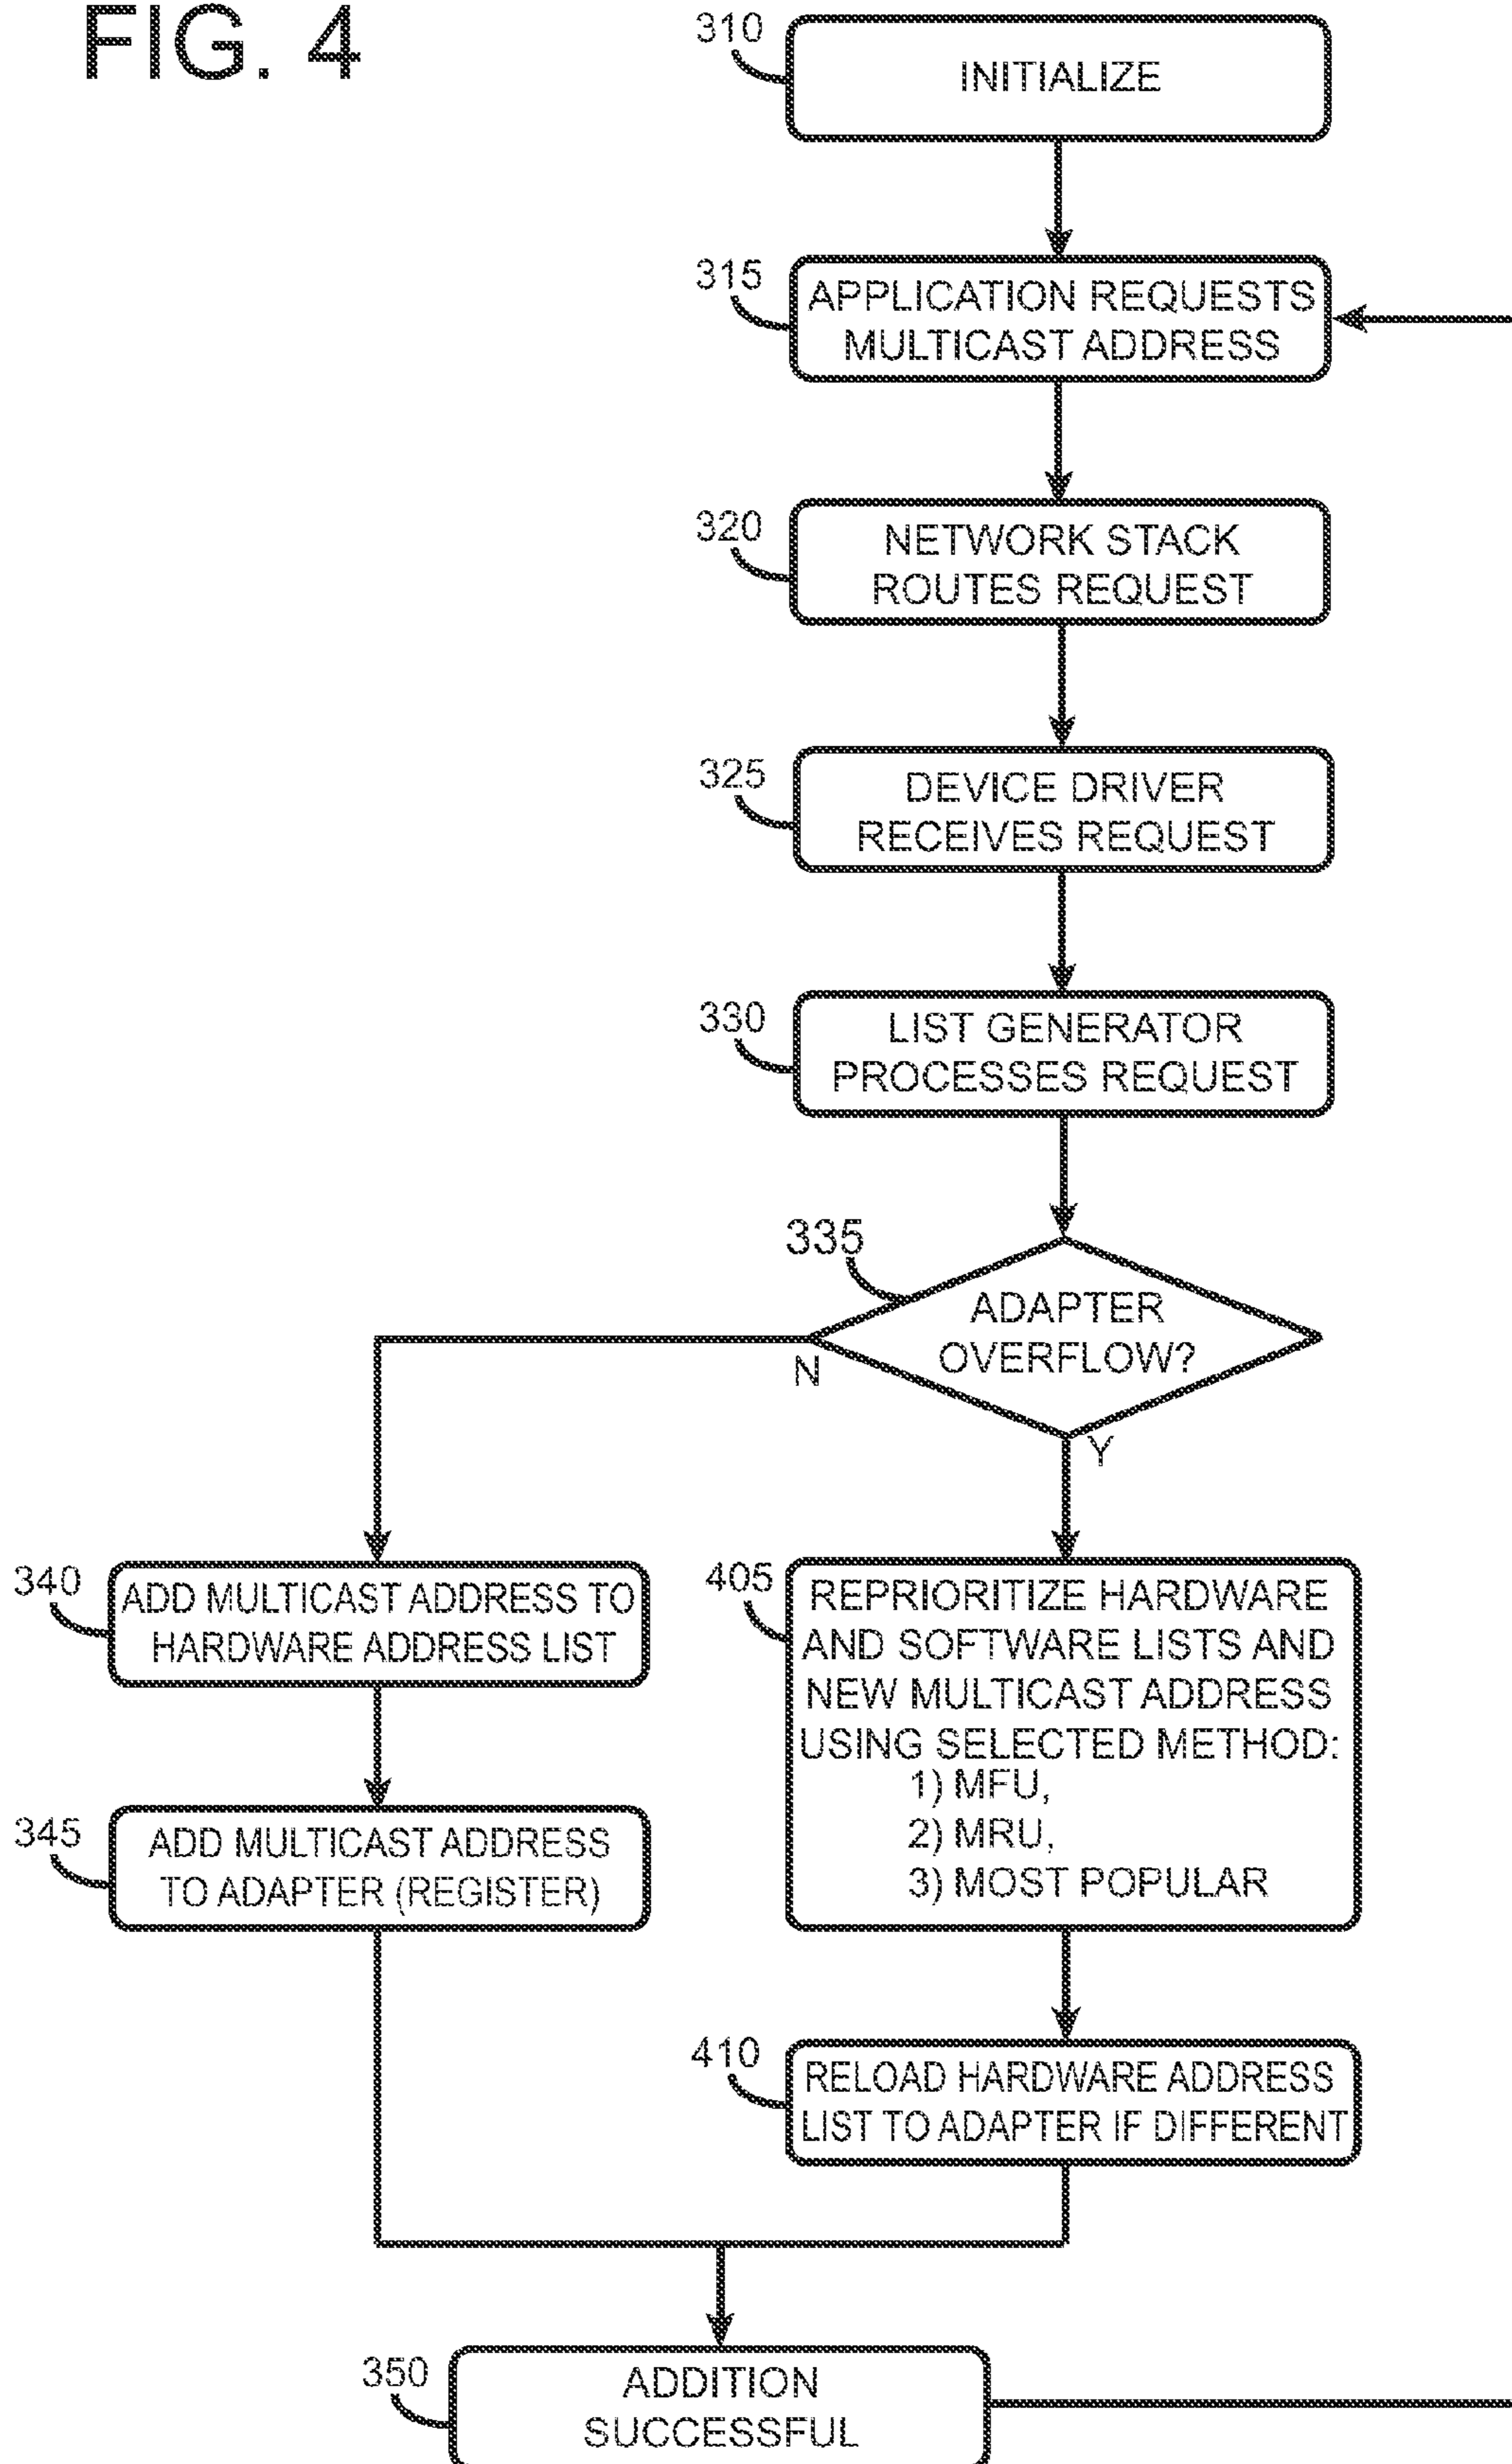 FIG. 4
310
INITIALIZE
315
APPLICATION REQUESTS
MULTICAST ADDRESS
320
NETWORK STACK
ROUTES REQUEST
325
DEVICE DRIVER
RECEIVES REQUEST
330
LIST GENERATOR
PROCESSES REQUEST
335
ADAPTER
OVERFLOW?
N
Y
340
ADD MULTICAST ADDRESS TO
HARDWARE ADDRESS LIST
345
ADD MULTICAST ADDRESS
TO ADAPTER (REGISTER)
405
REPRIORITIZE HARDWARE
AND SOFTWARE LISTS AND
NEW MULTICAST ADDRESS
USING SELECTED METHOD:
1) MFU,
2) MRU,
3) MOST POPULAR
410
RELOAD HARDWARE ADDRESS
LIST TO ADAPTER IF DIFFERENT
350
ADDITION
SUCCESSFUL